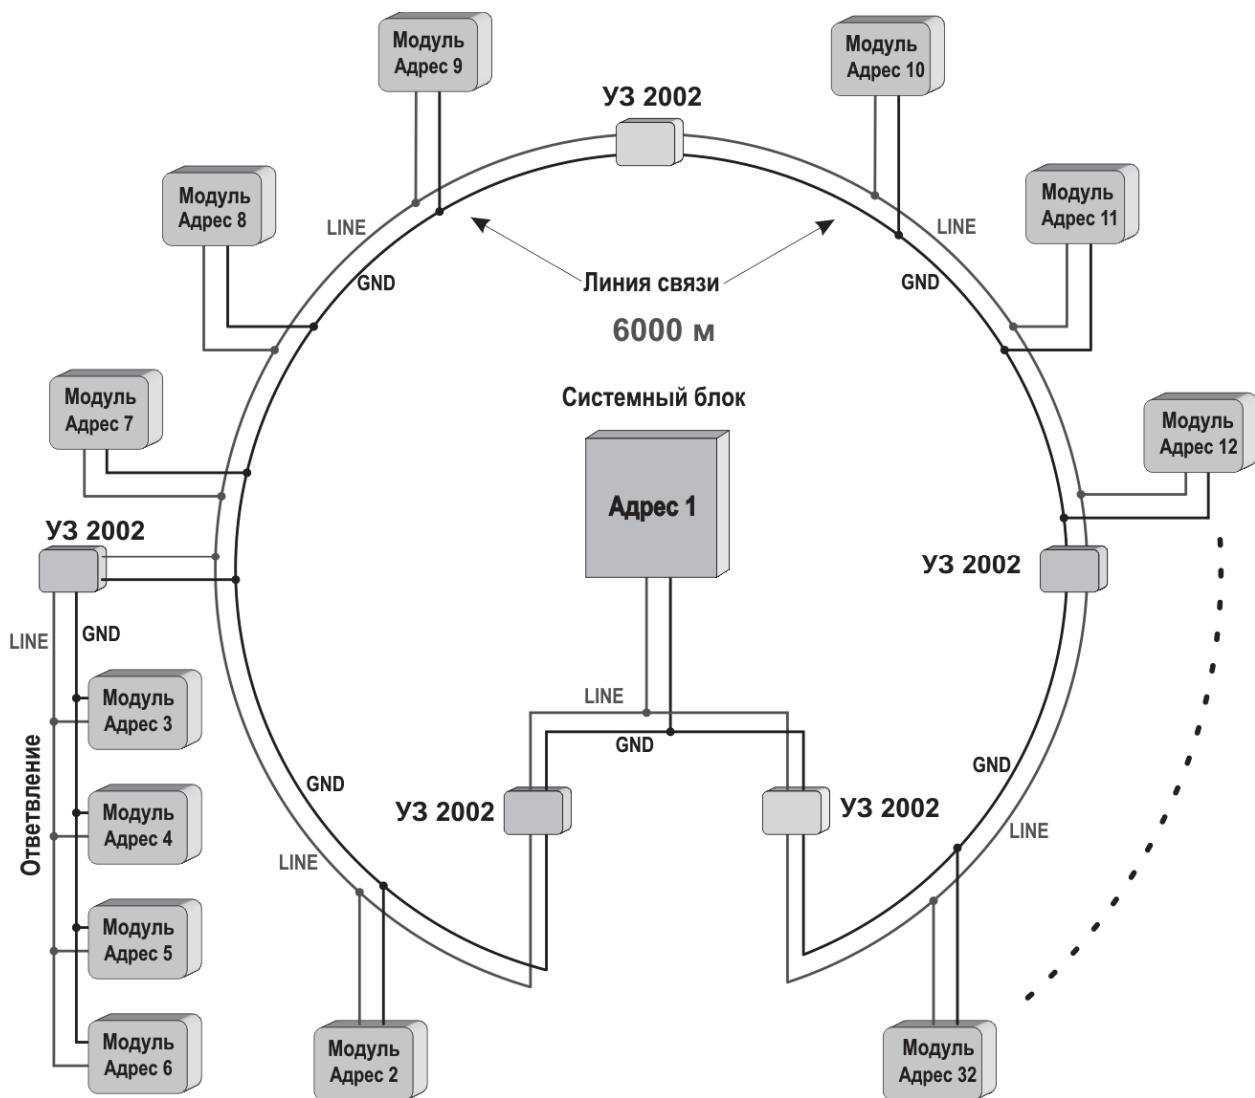 Модуль
Адрес 9
Модуль
Адрес 10
УЗ 2002
Модуль
Адрес 8
Модуль
Адрес 11
LINE
LINE
GND
Линия связи
GND
6000 м
Модуль
Адрес 7
Системный блок
Модуль
Адрес 12
Адрес 1
УЗ 2002
УЗ 2002
LINE
GND
Модуль
Адрес 3
LINE
GND
GND
GND
Ответвление
Модуль
Адрес 4
УЗ 2002
УЗ 2002
LINE
LINE
Модуль
Адрес 5
Модуль
Адрес 6
Модуль
Адрес 2
Модуль
Адрес 32